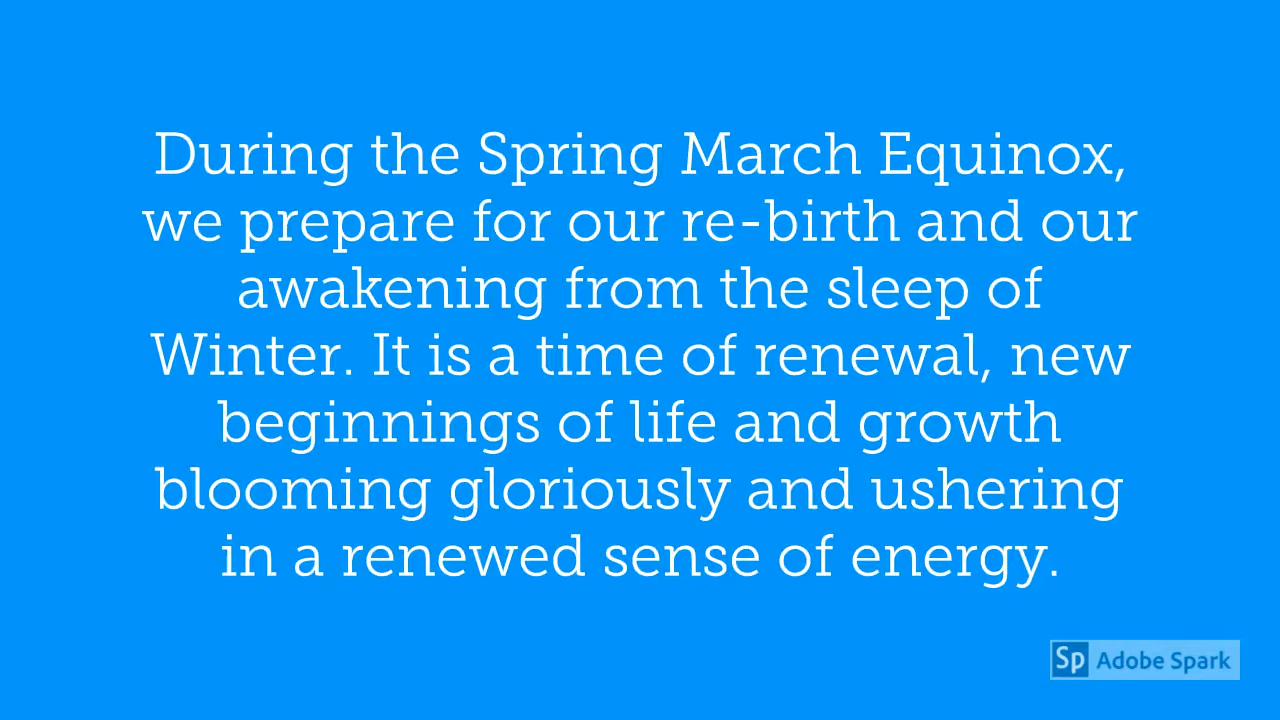 During the Spring March Equinox,
we prepare for our re-birth and our
awakening from the sleep of
Winter. It is a time of renewal, new
beginnings of life and growth
blooming gloriously and ushering
in a renewed sense of energy.
Sp Adobe Spark